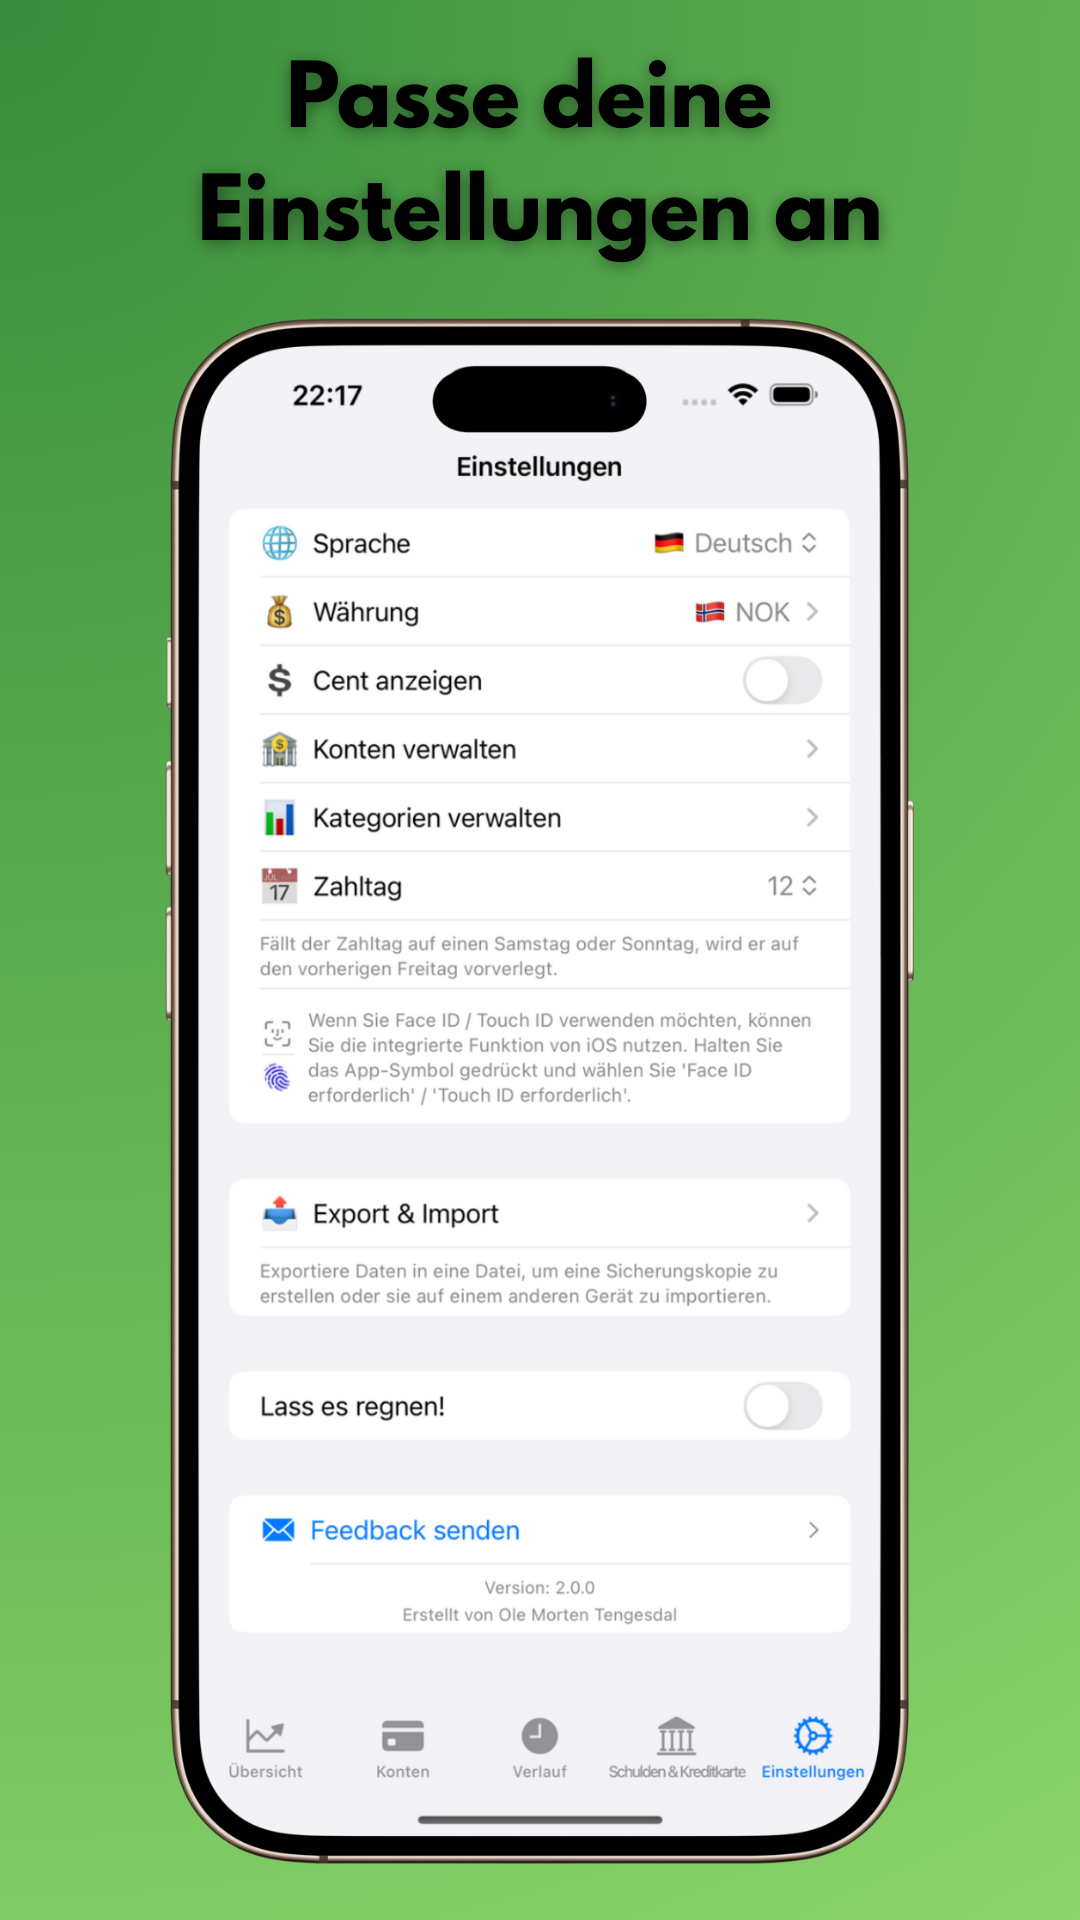 Passe deine
Einstellungen an
22:17
Einstellungen
Sprache
Deutsch
Währung
NOK
Cent anzeigen
Konten verwalten
Kategorien verwalten
JUL
17
Zahltag
12
Fällt der Zahltag auf einen Samstag oder Sonntag, wird er auf
den vorherigen Freitag vorverlegt.
Wenn Sie Face ID / Touch ID verwenden möchten, können
Sie die integrierte Funktion von iOS nutzen. Halten Sie
das App-Symbol gedrückt und wählen Sie 'Face ID
erforderlich' / 'Touch ID erforderlich'.
Export & Import
Exportiere Daten in eine Datei, um eine Sicherungskopie zu
erstellen oder sie auf einem anderen Gerät zu importieren.
Lass es regnen!
Feedback senden
Version: 2.0.0
Erstellt von Ole Morten Tengesdal
Übersicht
Konten
Verlauf
Schulden & Kreditkarte
Einstellungen